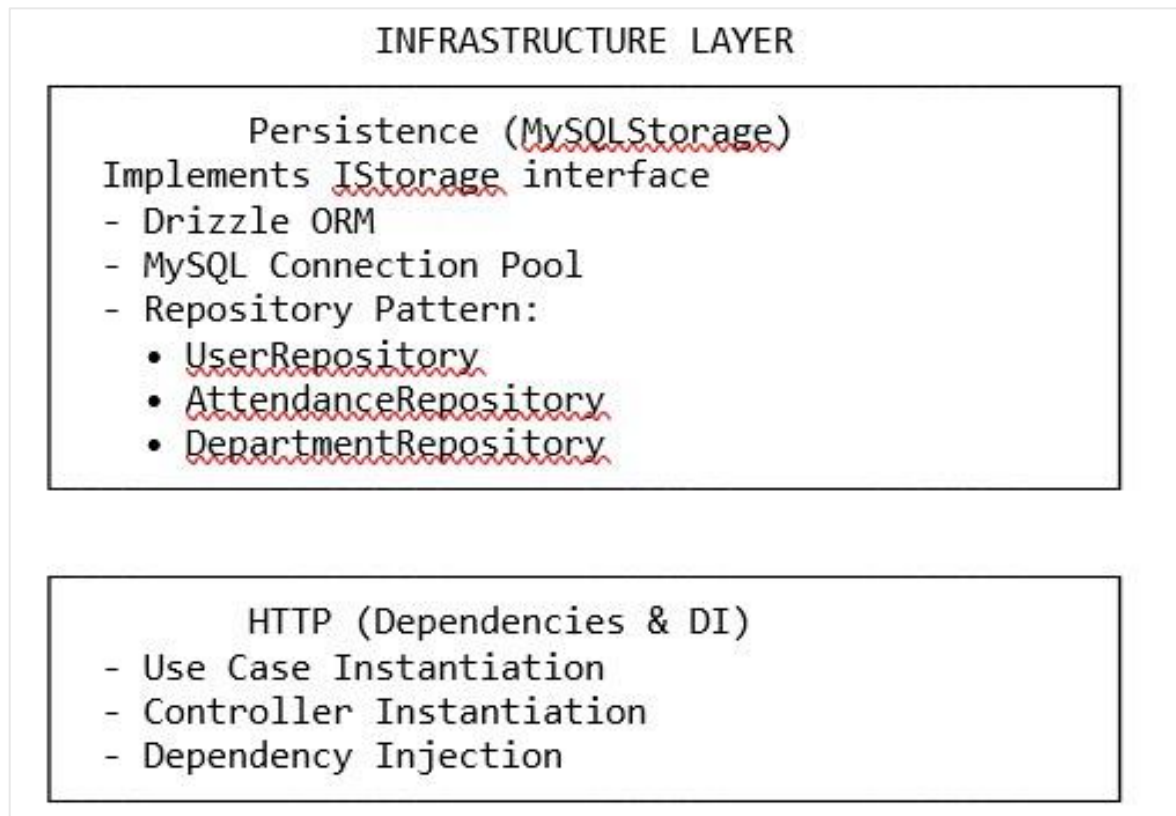 INFRASTRUCTURE LAYER
Persistence (MySQLStorage)
Implements IStorage interface
- Drizzle ORM
- MySQL Connection Pool
- Repository Pattern:
• UserRepository
• AttendanceRepository
• DepartmentRepository
HTTP (Dependencies & DI)
- Use Case Instantiation
- Controller Instantiation
- Dependency Injection